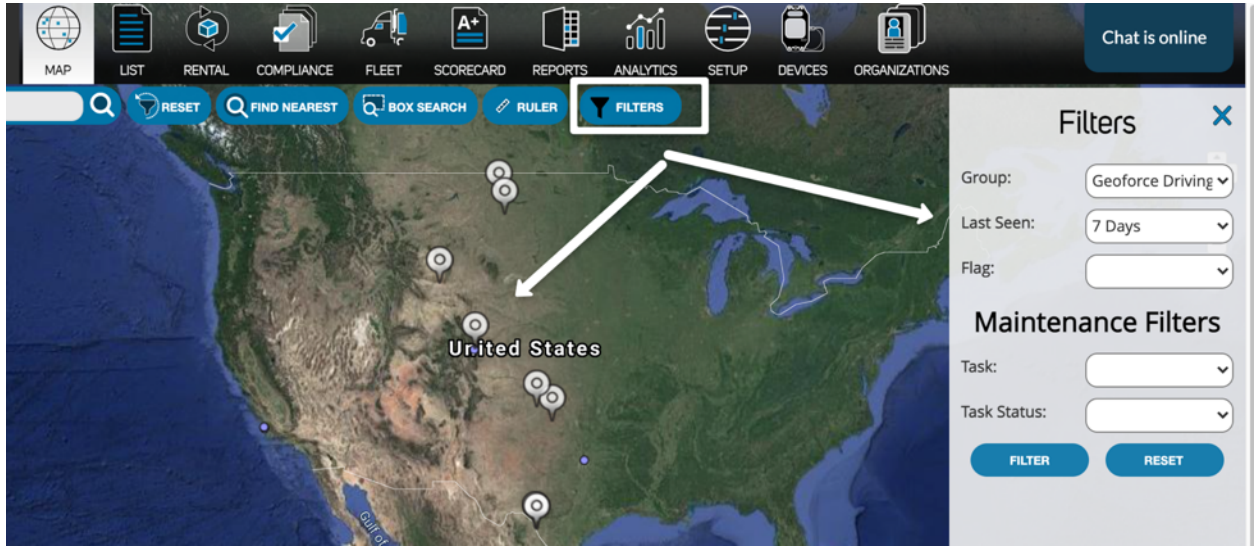 MAP LIST RENTAL COMPLIANCE FLEET SCORECARD REPORTS ANALYTICS SETUP DEVICES ORGANIZATIONS
A+
Chat is online
RESET FIND NEAREST BOX SEARCH RULER FILTERS
Filters
Group: Geoforce Driving
Last Seen: 7 Days
Flag:
Maintenance Filters
Task:
Task Status:
FILTER RESET
United States
Gulf of